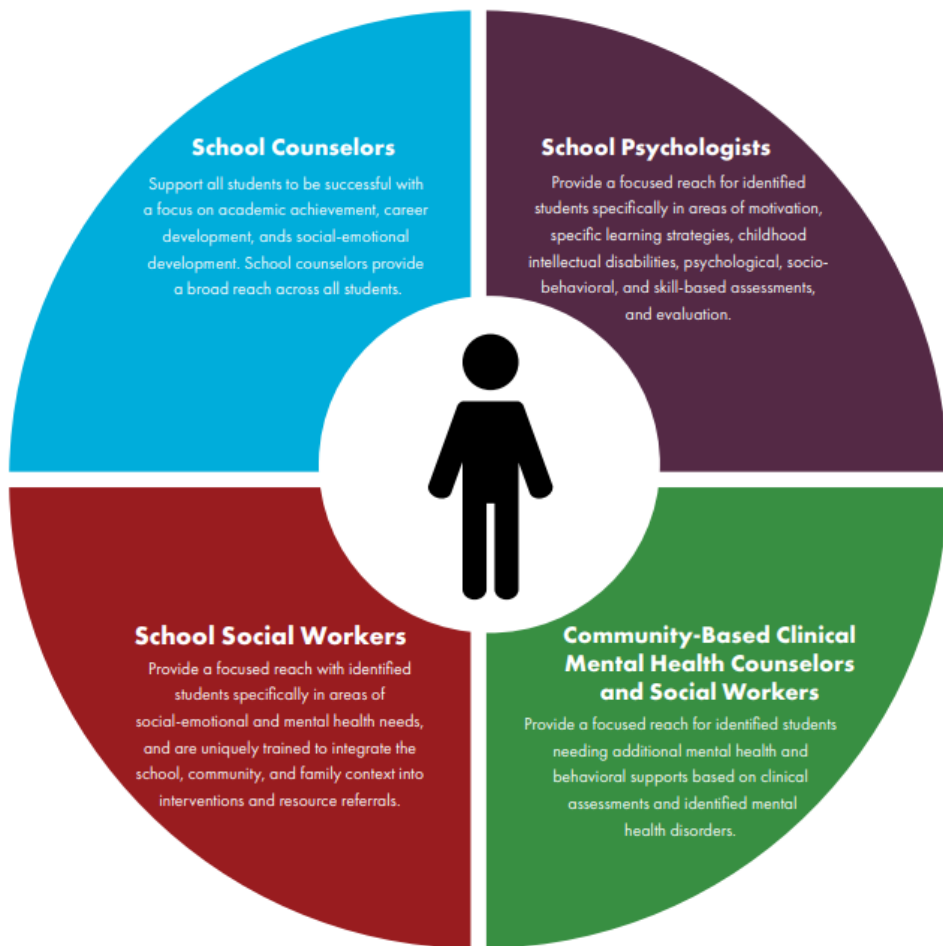 School Counselors
Support all students to be successful with
a focus on academic achievement, career
development, ands social-emotional
development. School counselors provide
a broad reach across all students.
School Psychologists
Provide a focused reach for identified
students specifically in areas of motivation,
specific learning strategies, childhood
intellectual disabilities, psychological, socio-
behavioral, and skill-based assessments,
and evaluation.
School Social Workers
Provide a focused reach with identified
students specifically in areas of
social-emotional and mental health needs,
and are uniquely trained to integrate the
school, community, and family context into
interventions and resource referrals.
Community-Based Clinical
Mental Health Counselors
and Social Workers
Provide a focused reach for identified students
needing additional mental health and
behavioral supports based on clinical
assessments and identified mental
health disorders.